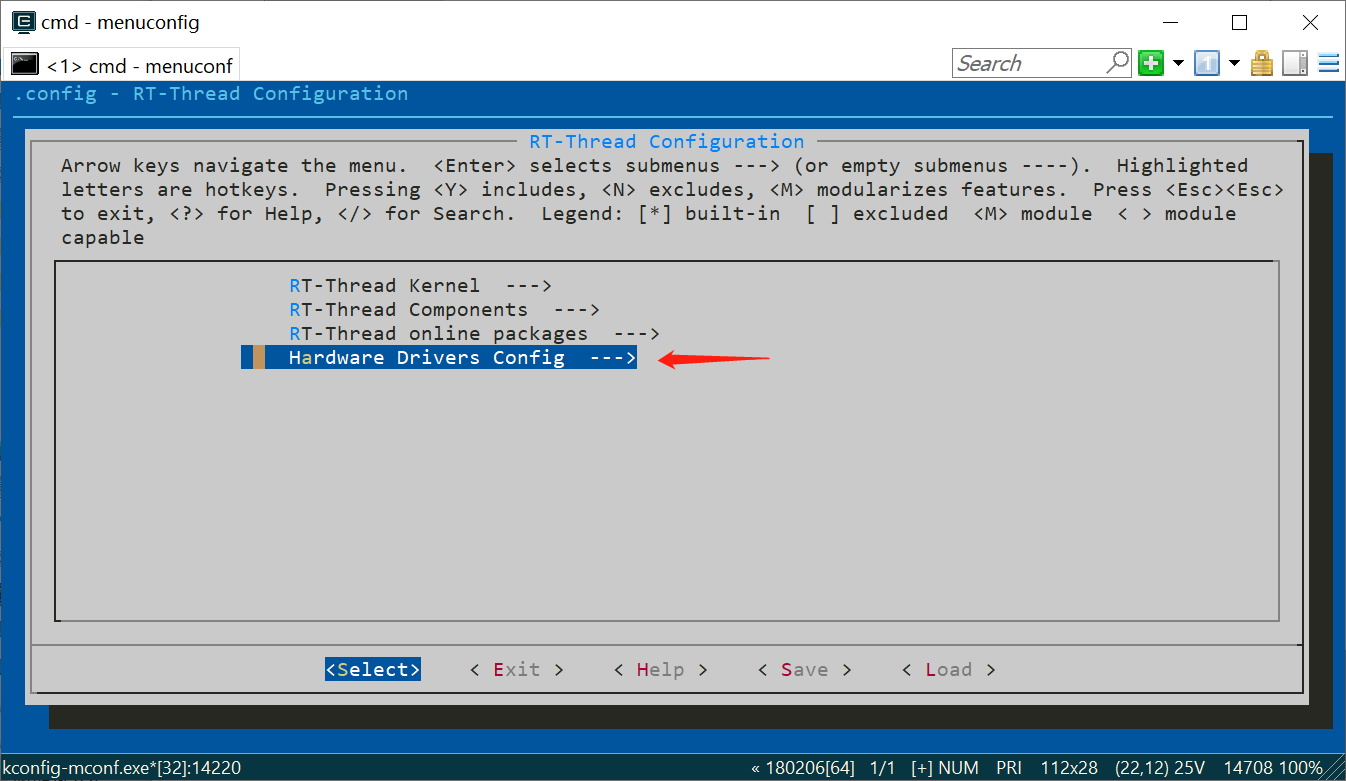 cmd - menuconfig
<1> cmd - menuconf
Search
.config - RT-Thread Configuration
RT-Thread Configuration
Arrow keys navigate the menu.  <Enter> selects submenus ---> (or empty submenus ----).  Highlighted
letters are hotkeys.  Pressing <Y> includes, <N> excludes, <M> modularizes features.  Press <Esc><Esc>
to exit, <?> for Help, </> for Search.  Legend: [*] built-in  [ ] excluded  <M> module  < > module
capable
RT-Thread Kernel  --->
RT-Thread Components  --->
RT-Thread online packages  --->
Hardware Drivers Config  --->
<Select>    < Exit >    < Help >    < Save >    < Load >
kconfig-mconf.exe*[32]:14220    « 180206[64]  1/1  [+] NUM  PRI  112x28  (22,12) 25V  14708 100%